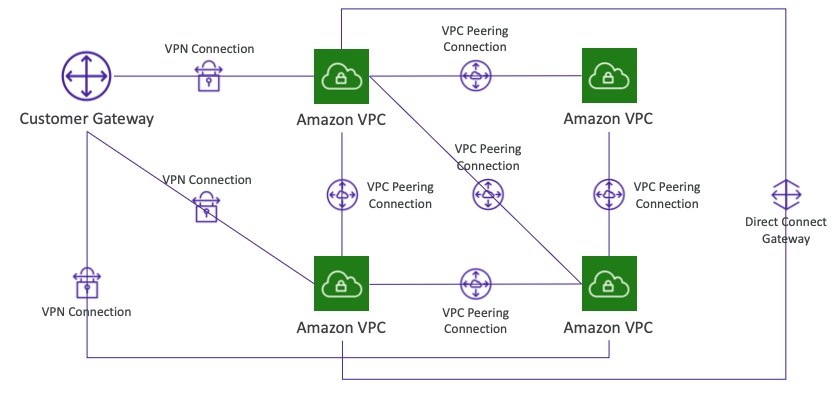 VPC Peering
Connection
VPN Connection
Customer Gateway
Amazon VPC
Amazon VPC
VPC Peering
Connection
VPN Connection
VPC Peering
Connection
VPC Peering
Connection
Direct Connect
Gateway
VPN Connection
VPC Peering
Connection
Amazon VPC
Amazon VPC